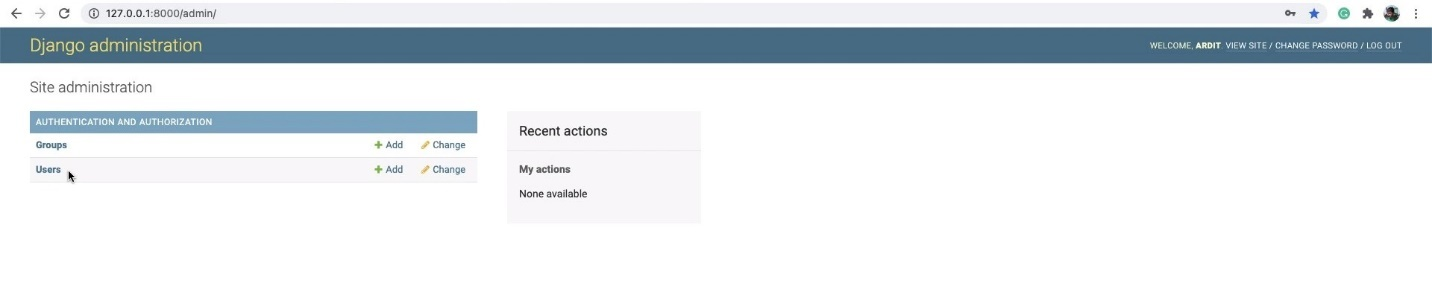 127.0.0.1:8000/admin/
Django administration
WELCOME, ARDIT. VIEW SITE / CHANGE PASSWORD / LOG OUT
Site administration
AUTHENTICATION AND AUTHORIZATION
Groups Add Change
Users Add Change
Recent actions
My actions
None available